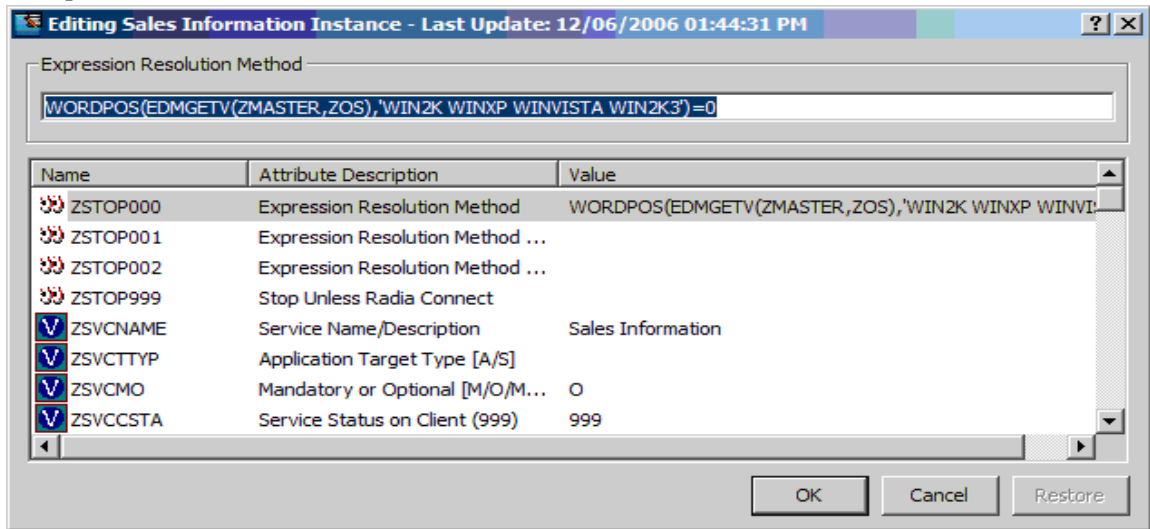 Editing Sales Information Instance - Last Update: 12/06/2006 01:44:31 PM
Expression Resolution Method
WORDPOS(EDMGETV(ZMASTER,ZOS),'WIN2K WINXP WINVISTA WIN2K3')=0
Name Attribute Description Value
ZSTOP000 Expression Resolution Method WORDPOS(EDMGETV(ZMASTER,ZOS),'WIN2K WINXP WINVI
ZSTOP001 Expression Resolution Method ...
ZSTOP002 Expression Resolution Method ...
ZSTOP999 Stop Unless Radia Connect
V ZSVCNAME Service Name/Description Sales Information
V ZSVCTTYP Application Target Type [A/S]
V ZSVCMO Mandatory or Optional [M/O/M... O
V ZSVCCSTA Service Status on Client (999) 999
OK Cancel Restore